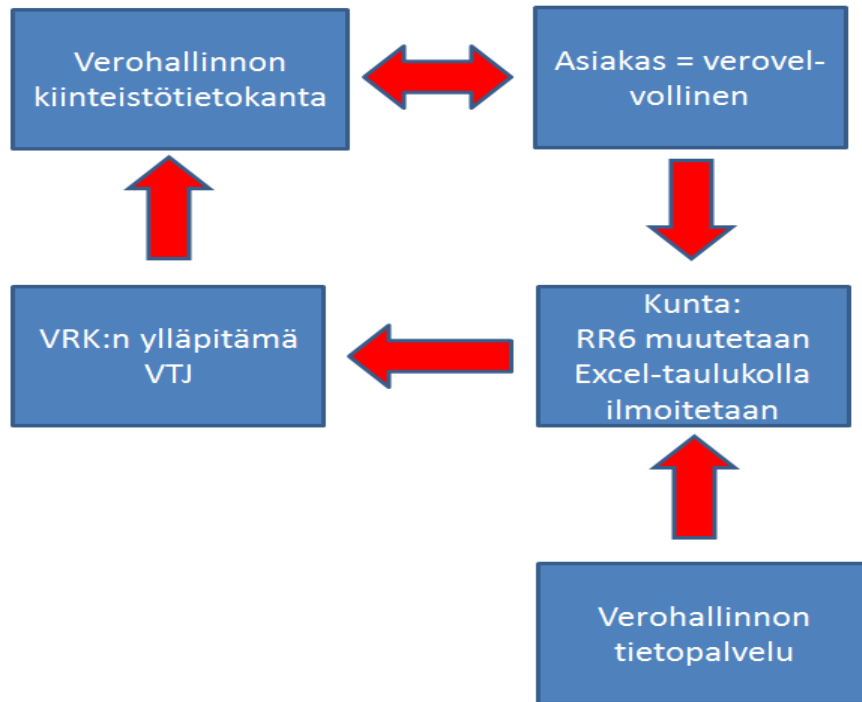 Verohallinnon
kiinteistötietokanta
Asiakas = verovel-
vollinen
VRK:n ylläpitämä
VTJ
Kunta:
RR6 muutetaan
Excel-taulukolla
ilmoitetaan
Verohallinnon
tietopalvelu